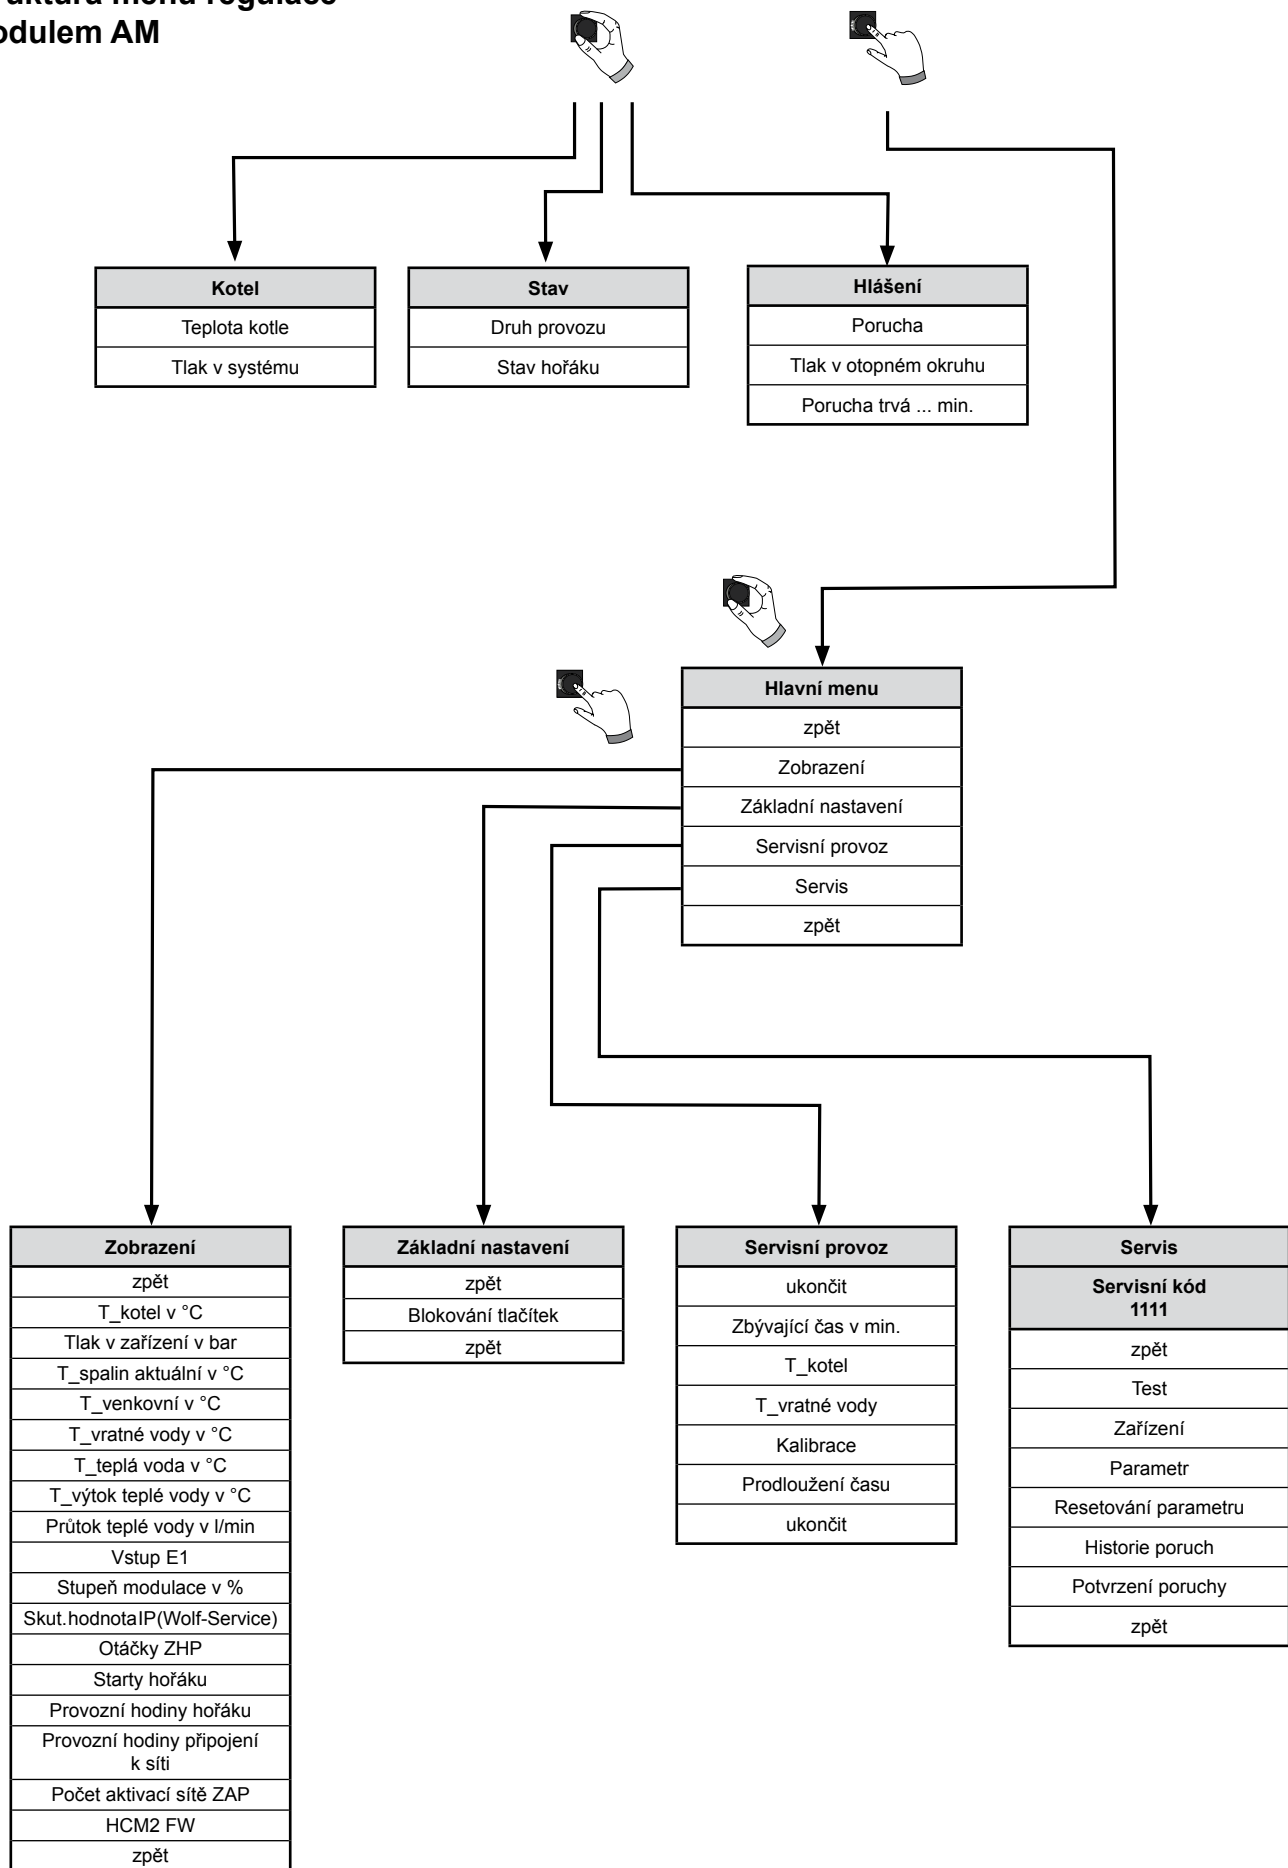 modulem AM
Kotel
Teplota kotle
Tlak v systému
Stav
Druh provozu
Stav hořáku
Hlášení
Porucha
Tlak v otopném okruhu
Porucha trvá ... min.
Hlavní menu
zpět
Zobrazení
Základní nastavení
Servisní provoz
Servis
zpět
Zobrazení
zpět
T_kotel v °C
Tlak v zařízení v bar
T_spalin aktuální v °C
T_venkovní v °C
T_vratné vody v °C
T_teplá voda v °C
T_výtok teplé vody v °C
Průtok teplé vody v l/min
Vstup E1
Stupeň modulace v %
Skut.hodnotaIP(Wolf-Service)
Otáčky ZHP
Starty hořáku
Provozní hodiny hořáku
Provozní hodiny připojení
k síti
Počet aktivací sítě ZAP
HCM2 FW
zpět
Základní nastavení
zpět
Blokování tlačítek
zpět
Servisní provoz
ukončit
Zbývající čas v min.
T_kotel
T_vratné vody
Kalibrace
Prodloužení času
ukončit
Servis
Servisní kód
1111
zpět
Test
Zařízení
Parametr
Resetování parametru
Historie poruch
Potvrzení poruchy
zpět